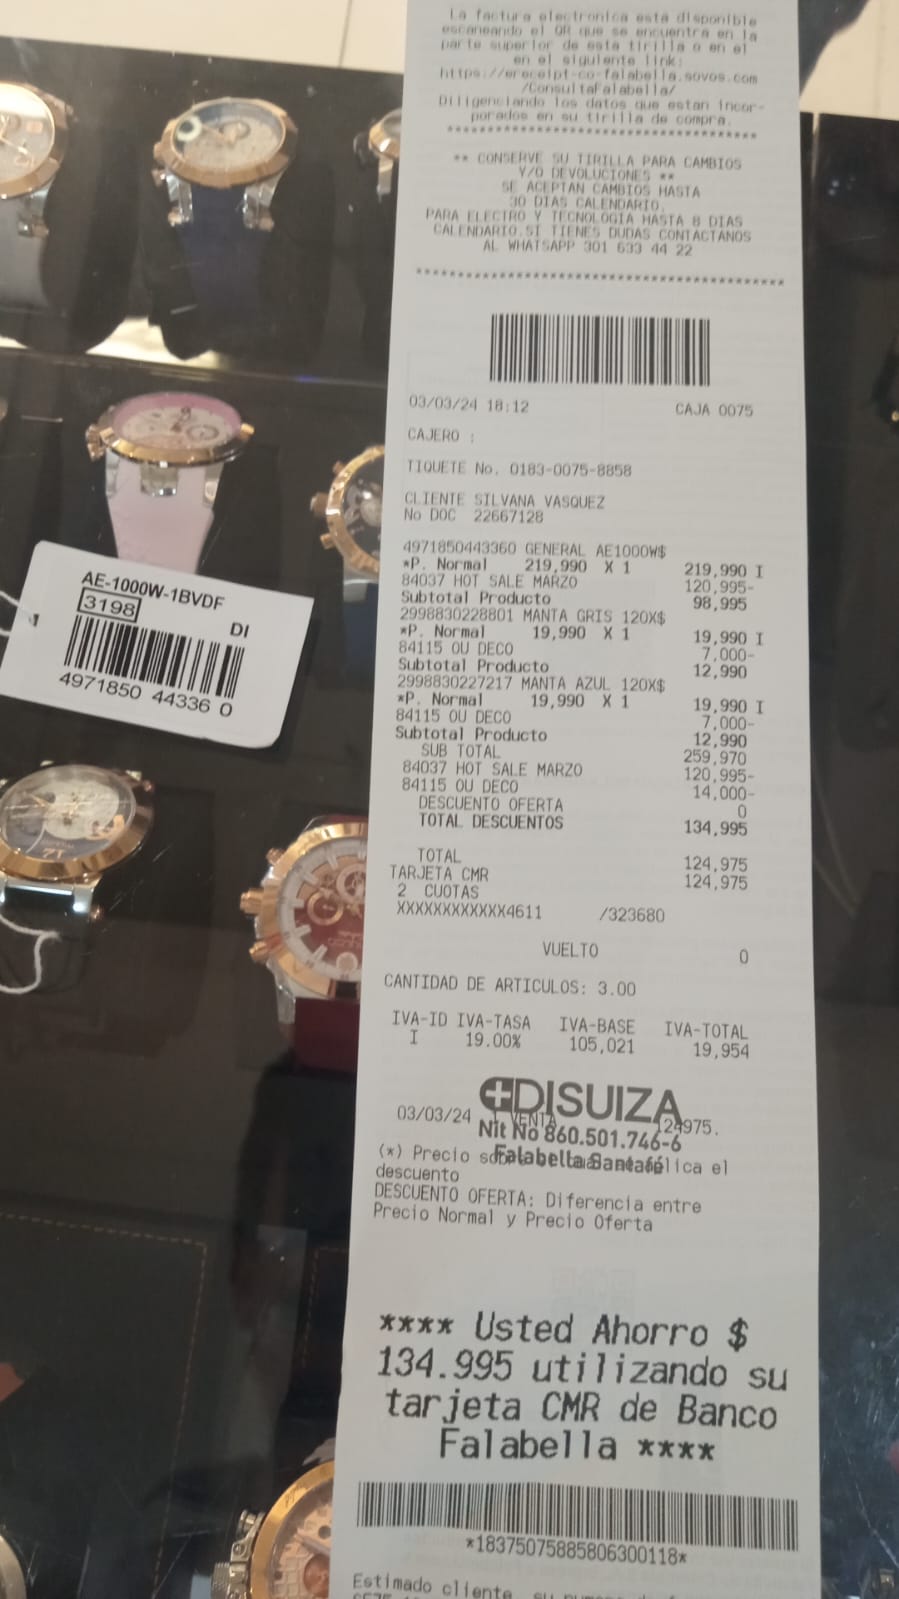 La factura electronica esta disponible
escaneando el QR que se encuentra en la
parte superior de esta tirilla o en el
en el siguiente link:
https://ereceipt-co-falabella.sovos.com
/ConsultaFalabella/
Diligenciando los datos que estan incor-
porados en su tirilla de compra.
****************************************
** CONSERVE SU TIRILLA PARA CAMBIOS
Y/O DEVOLUCIONES **
SE ACEPTAN CAMBIOS HASTA
30 DIAS CALENDARIO.
PARA ELECTRO Y TECNOLOGIA HASTA 8 DIAS
CALENDARIO.SI TIENES DUDAS CONTACTANOS
AL WHATSAPP 301 633 44 22
****************************************
03/03/24 18:12 CAJA 0075
CAJERO :
TIQUETE No. 0183-0075-8858
CLIENTE SILVANA VASQUEZ
No DOC 22667128
4971850443360 GENERAL AE1000W$
*P. Normal 219,990 X 1 219,990 I
84037 HOT SALE MARZO 120,995-
Subtotal Producto 98,995
2998830228801 MANTA GRIS 120X$
*P. Normal 19,990 X 1 19,990 I
84115 OU DECO 7,000-
Subtotal Producto 12,990
2998830227217 MANTA AZUL 120X$
*P. Normal 19,990 X 1 19,990 I
84115 OU DECO 7,000-
Subtotal Producto 12,990
SUB TOTAL 259,970
84037 HOT SALE MARZO 120,995-
84115 OU DECO 14,000-
DESCUENTO OFERTA 0
TOTAL DESCUENTOS 134,995
TOTAL 124,975
TARJETA CMR 124,975
2 CUOTAS
XXXXXXXXXXXX4611 /323680
VUELTO 0
CANTIDAD DE ARTICULOS: 3.00
IVA-ID IVA-TASA IVA-BASE IVA-TOTAL
I 19.00% 105,021 19,954
DISUIZA
03/03/24 VENTA 124975.
Nit No 860.501.746-6
Falabella Santafé
(*) Precio el
descuento
DESCUENTO OFERTA: Diferencia entre
Precio Normal y Precio Oferta
**** Usted Ahorro $
134.995 utilizando su
tarjeta CMR de Banco
Falabella ****
*18375075885806300118*
Estimado cliente, su
AE-1000W-1BVDF
3198
DI
4971850 44336 0
12